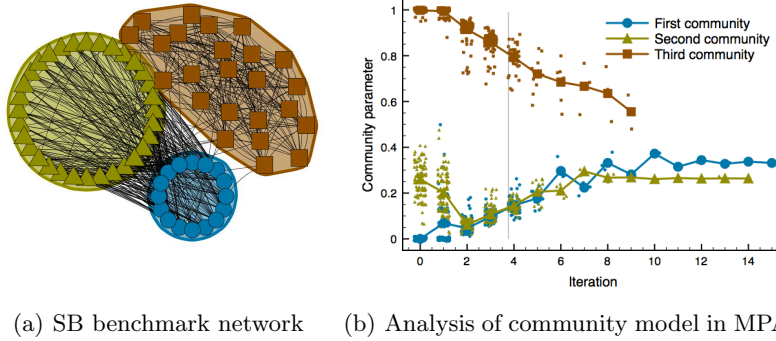 1
0.8
0.6
0.4
0.2
0
Community parameter
First community
Second community
Third community
0 2 4 6 8 10 12 14
Iteration
(a) SB benchmark network (b) Analysis of community model in MPA